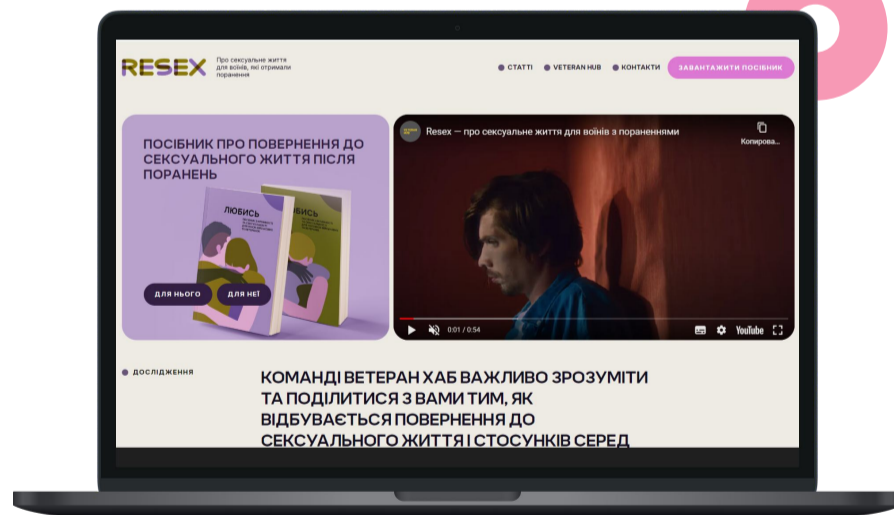 RESEX
Про сексуальне життя
для воїнів, які отримали
поранення
СТАТТІ
VETERAN HUB
КОНТАКТИ
ЗАВАНТАЖИТИ ПОСІБНИК
ПОСІБНИК ПРО ПОВЕРНЕННЯ ДО
СЕКСУАЛЬНОГО ЖИТТЯ ПІСЛЯ
ПОРАНЕНЬ
ЛЮБИСЬ
ДЛЯ НЬОГО
ДЛЯ НЕЇ
Resex — про сексуальне життя для воїнів з пораненнями
Копирова...
0:01 / 0:54
YouTube
ДОСЛІДЖЕННЯ
КОМАНДІ ВЕТЕРАН ХАБ ВАЖЛИВО ЗРОЗУМІТИ
ТА ПОДІЛИТИСЯ З ВАМИ ТИМ, ЯК
ВІДБУВАЄТЬСЯ ПОВЕРНЕННЯ ДО
СЕКСУАЛЬНОГО ЖИТТЯ І СТОСУНКІВ СЕРЕД